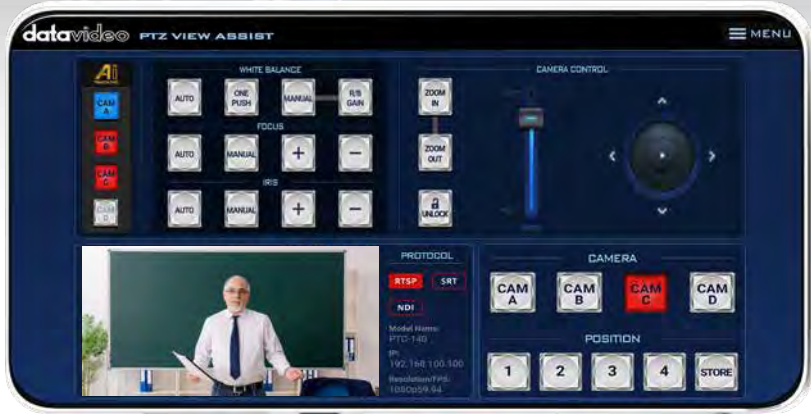 datavideo PTZ VIEW ASSIST
MENU
Ai
CAM A
CAM B
CAM C
CAM D
WHITE BALANCE
AUTO
ONE PUSH
MANUAL
R/B GAIN
FOCUS
AUTO
MANUAL
+
−
IRIS
AUTO
MANUAL
+
−
CAMERA CONTROL
ZOOM IN
ZOOM OUT
UNLOCK
PROTOCOL
RTSP
SRT
NDI
Model Name:
PTC-140
IP:
192.168.100.100
Resolution/FPS:
1080p59.94
CAMERA
CAM A
CAM B
CAM C
CAM D
POSITION
1
2
3
4
STORE